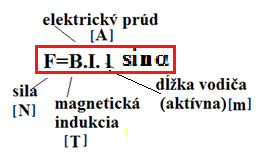 elektrický prúd
[A]
F=B.I. l sin α
sila
[N]
magnetická
indukcia
[T]
dĺžka vodiča
(aktívna)[m]